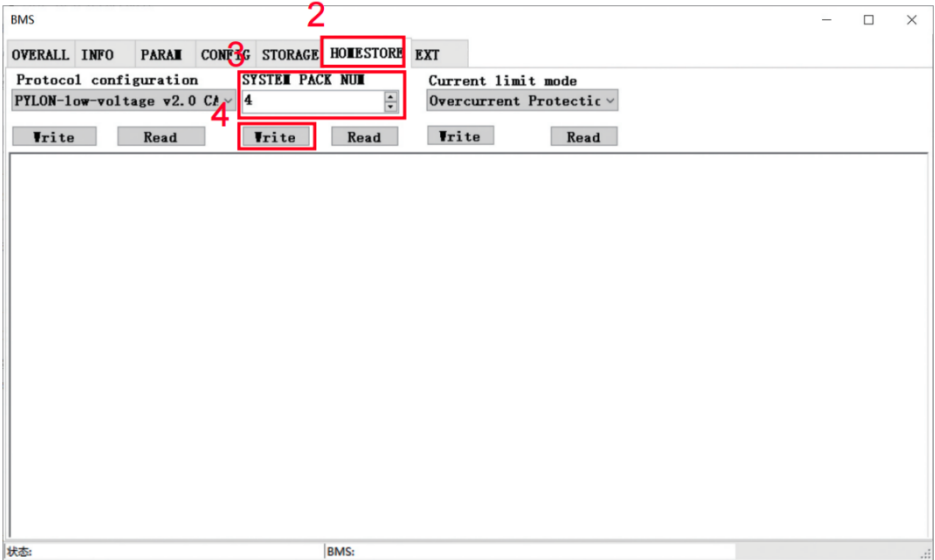 BMS
2
OVERALL INFO PARAM CONFIG STORAGE HOMESTORE EXT
3
Protocol configuration SYSTEM PACK NUM Current limit mode
PYLON-low-voltage v2.0 CA 4 Overcurrent Protectic
4
Write Read Write Read Write Read
状态: BMS: